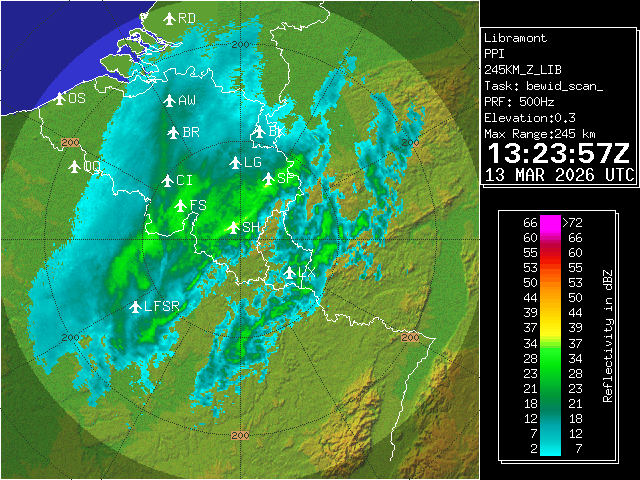 RD
200
OS
AW
BR
B
200
OO
LG
CI
SP
FS
SH
LX
LFSR
200
200
200
Libramont
PPI
245KM_Z_LIB
Task: bewid_scan_
PRF: 500Hz
Elevation:0.3
Max Range:245 km
13:23:57Z
13 MAR 2026 UTC
66 >72
60 66
55 60
53 55
50 53
44 50
39 44
37 39
34 37
28 34
23 28
21 23
18 21
12 18
7 12
2 7
Reflectivity in dBZ